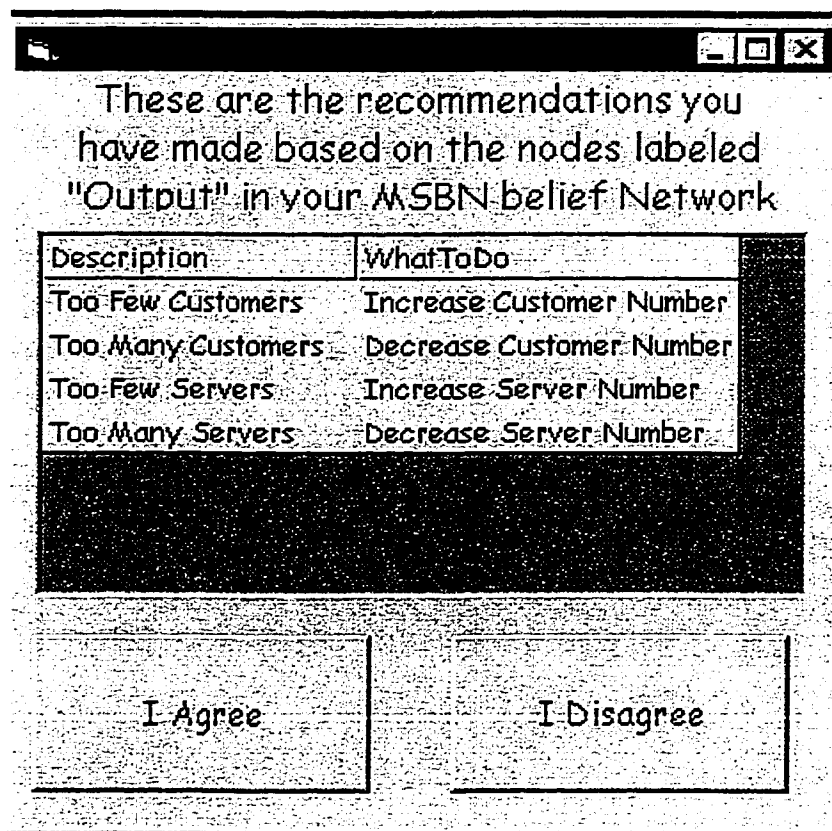 These are the recommendations you
have made based on the nodes labeled
"Output" in your MSBN belief Network
Description WhatToDo
Too Few Customers Increase Customer Number
Too Many Customers Decrease Customer Number
Too Few Servers Increase Server Number
Too Many Servers Decrease Server Number
I Agree I Disagree